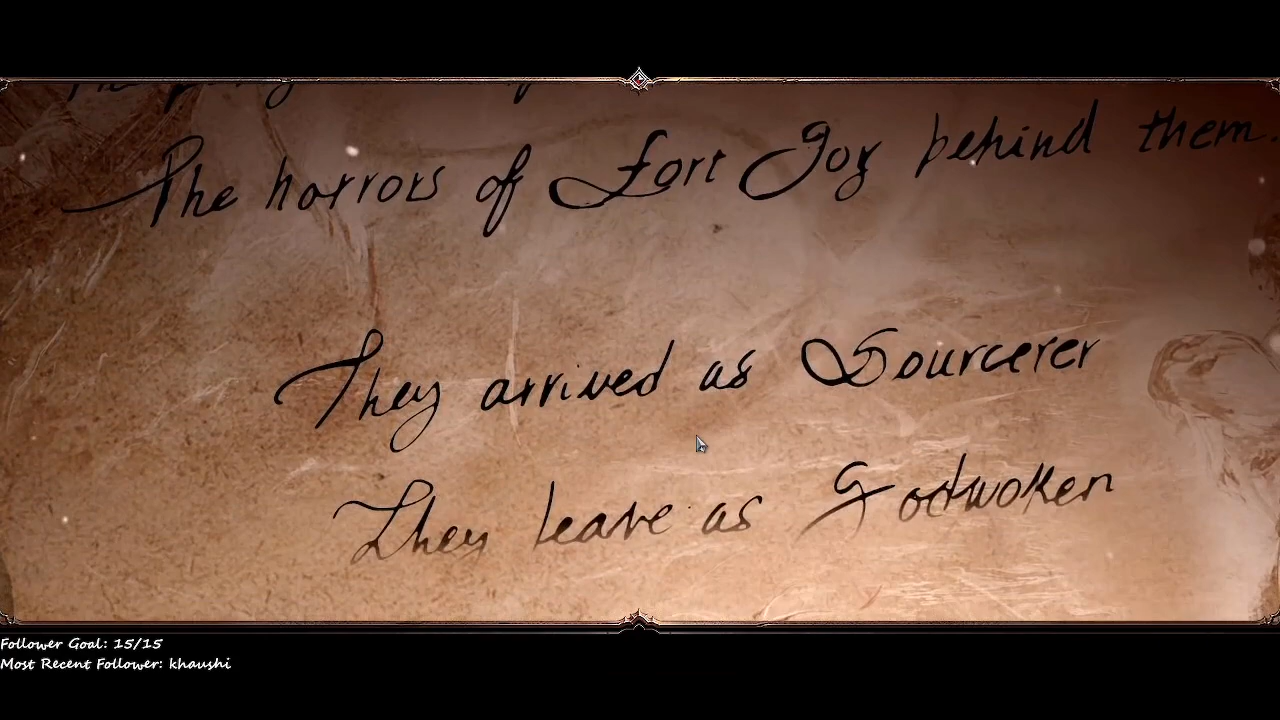 The horrors of Fort Joy behind them.
They arrived as Sourcerer
They leave as Godwoken
Follower Goal: 15/15
Most Recent Follower: khaushi